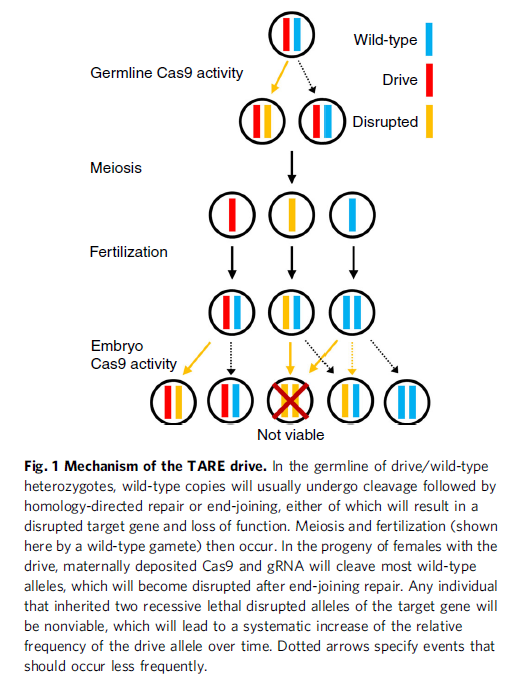 Wild-type
Germline Cas9 activity
Drive
Disrupted
Meiosis
Fertilization
Embryo
Cas9 activity
Not viable
Fig. 1 Mechanism of the TARE drive. In the germline of drive/wild-type
heterozygotes, wild-type copies will usually undergo cleavage followed by
homology-directed repair or end-joining, either of which will result in a
disrupted target gene and loss of function. Meiosis and fertilization (shown
here by a wild-type gamete) then occur. In the progeny of females with the
drive, maternally deposited Cas9 and gRNA will cleave most wild-type
alleles, which will become disrupted after end-joining repair. Any individual
that inherited two recessive lethal disrupted alleles of the target gene will
be nonviable, which will lead to a systematic increase of the relative
frequency of the drive allele over time. Dotted arrows specify events that
should occur less frequently.